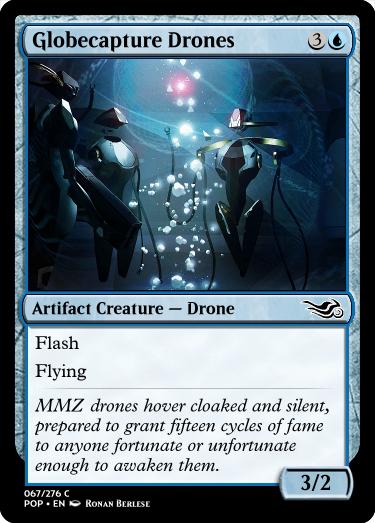 Globecapture Drones 3
Artifact Creature — Drone
Flash
Flying
MMZ drones hover cloaked and silent,
prepared to grant fifteen cycles of fame
to anyone fortunate or unfortunate
enough to awaken them.
3/2
067/276 C
POP • EN Ronan Berlese